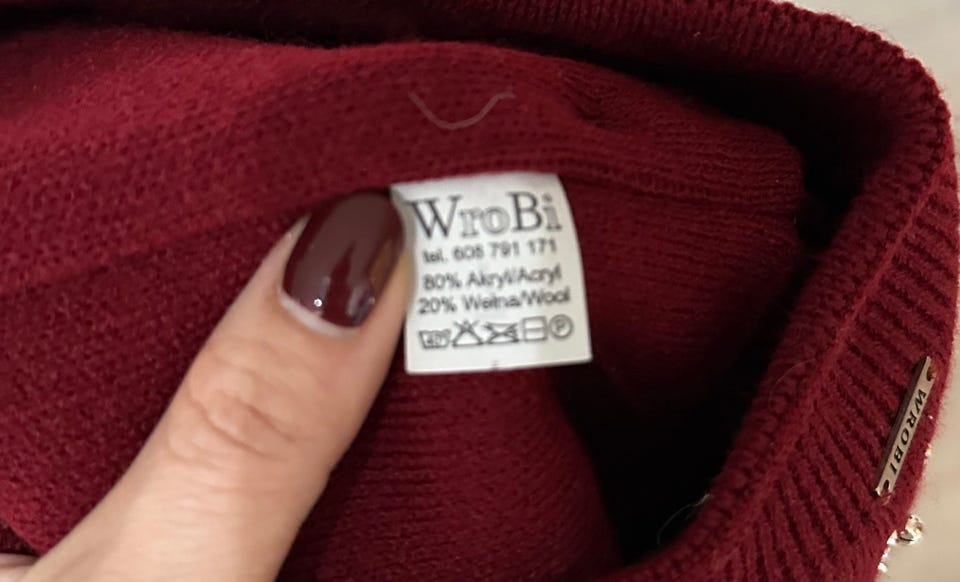 WroBi
tel. 608 791 171
80% Akryl/Acryl
20% Wełna/Wool
P
WROBI